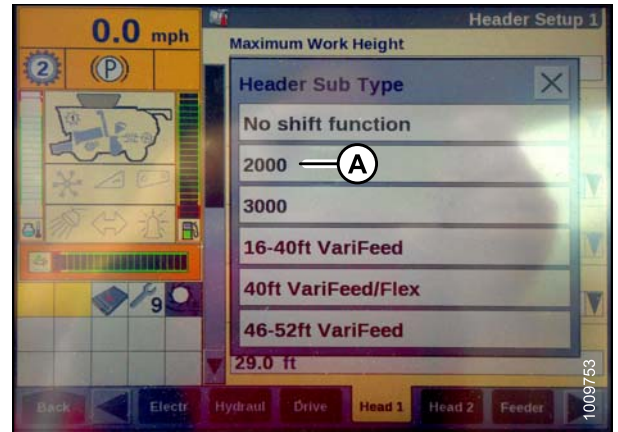 0.0 mph
Header Setup 1
Maximum Work Height
2
(P)
Header Sub Type
No shift function
2000
A
3000
16-40ft VariFeed
40ft VariFeed/Flex
46-52ft VariFeed
9
29.0 ft
Back
Electr
Hydraul
Drive
Head 1
Head 2
Feeder
1009753